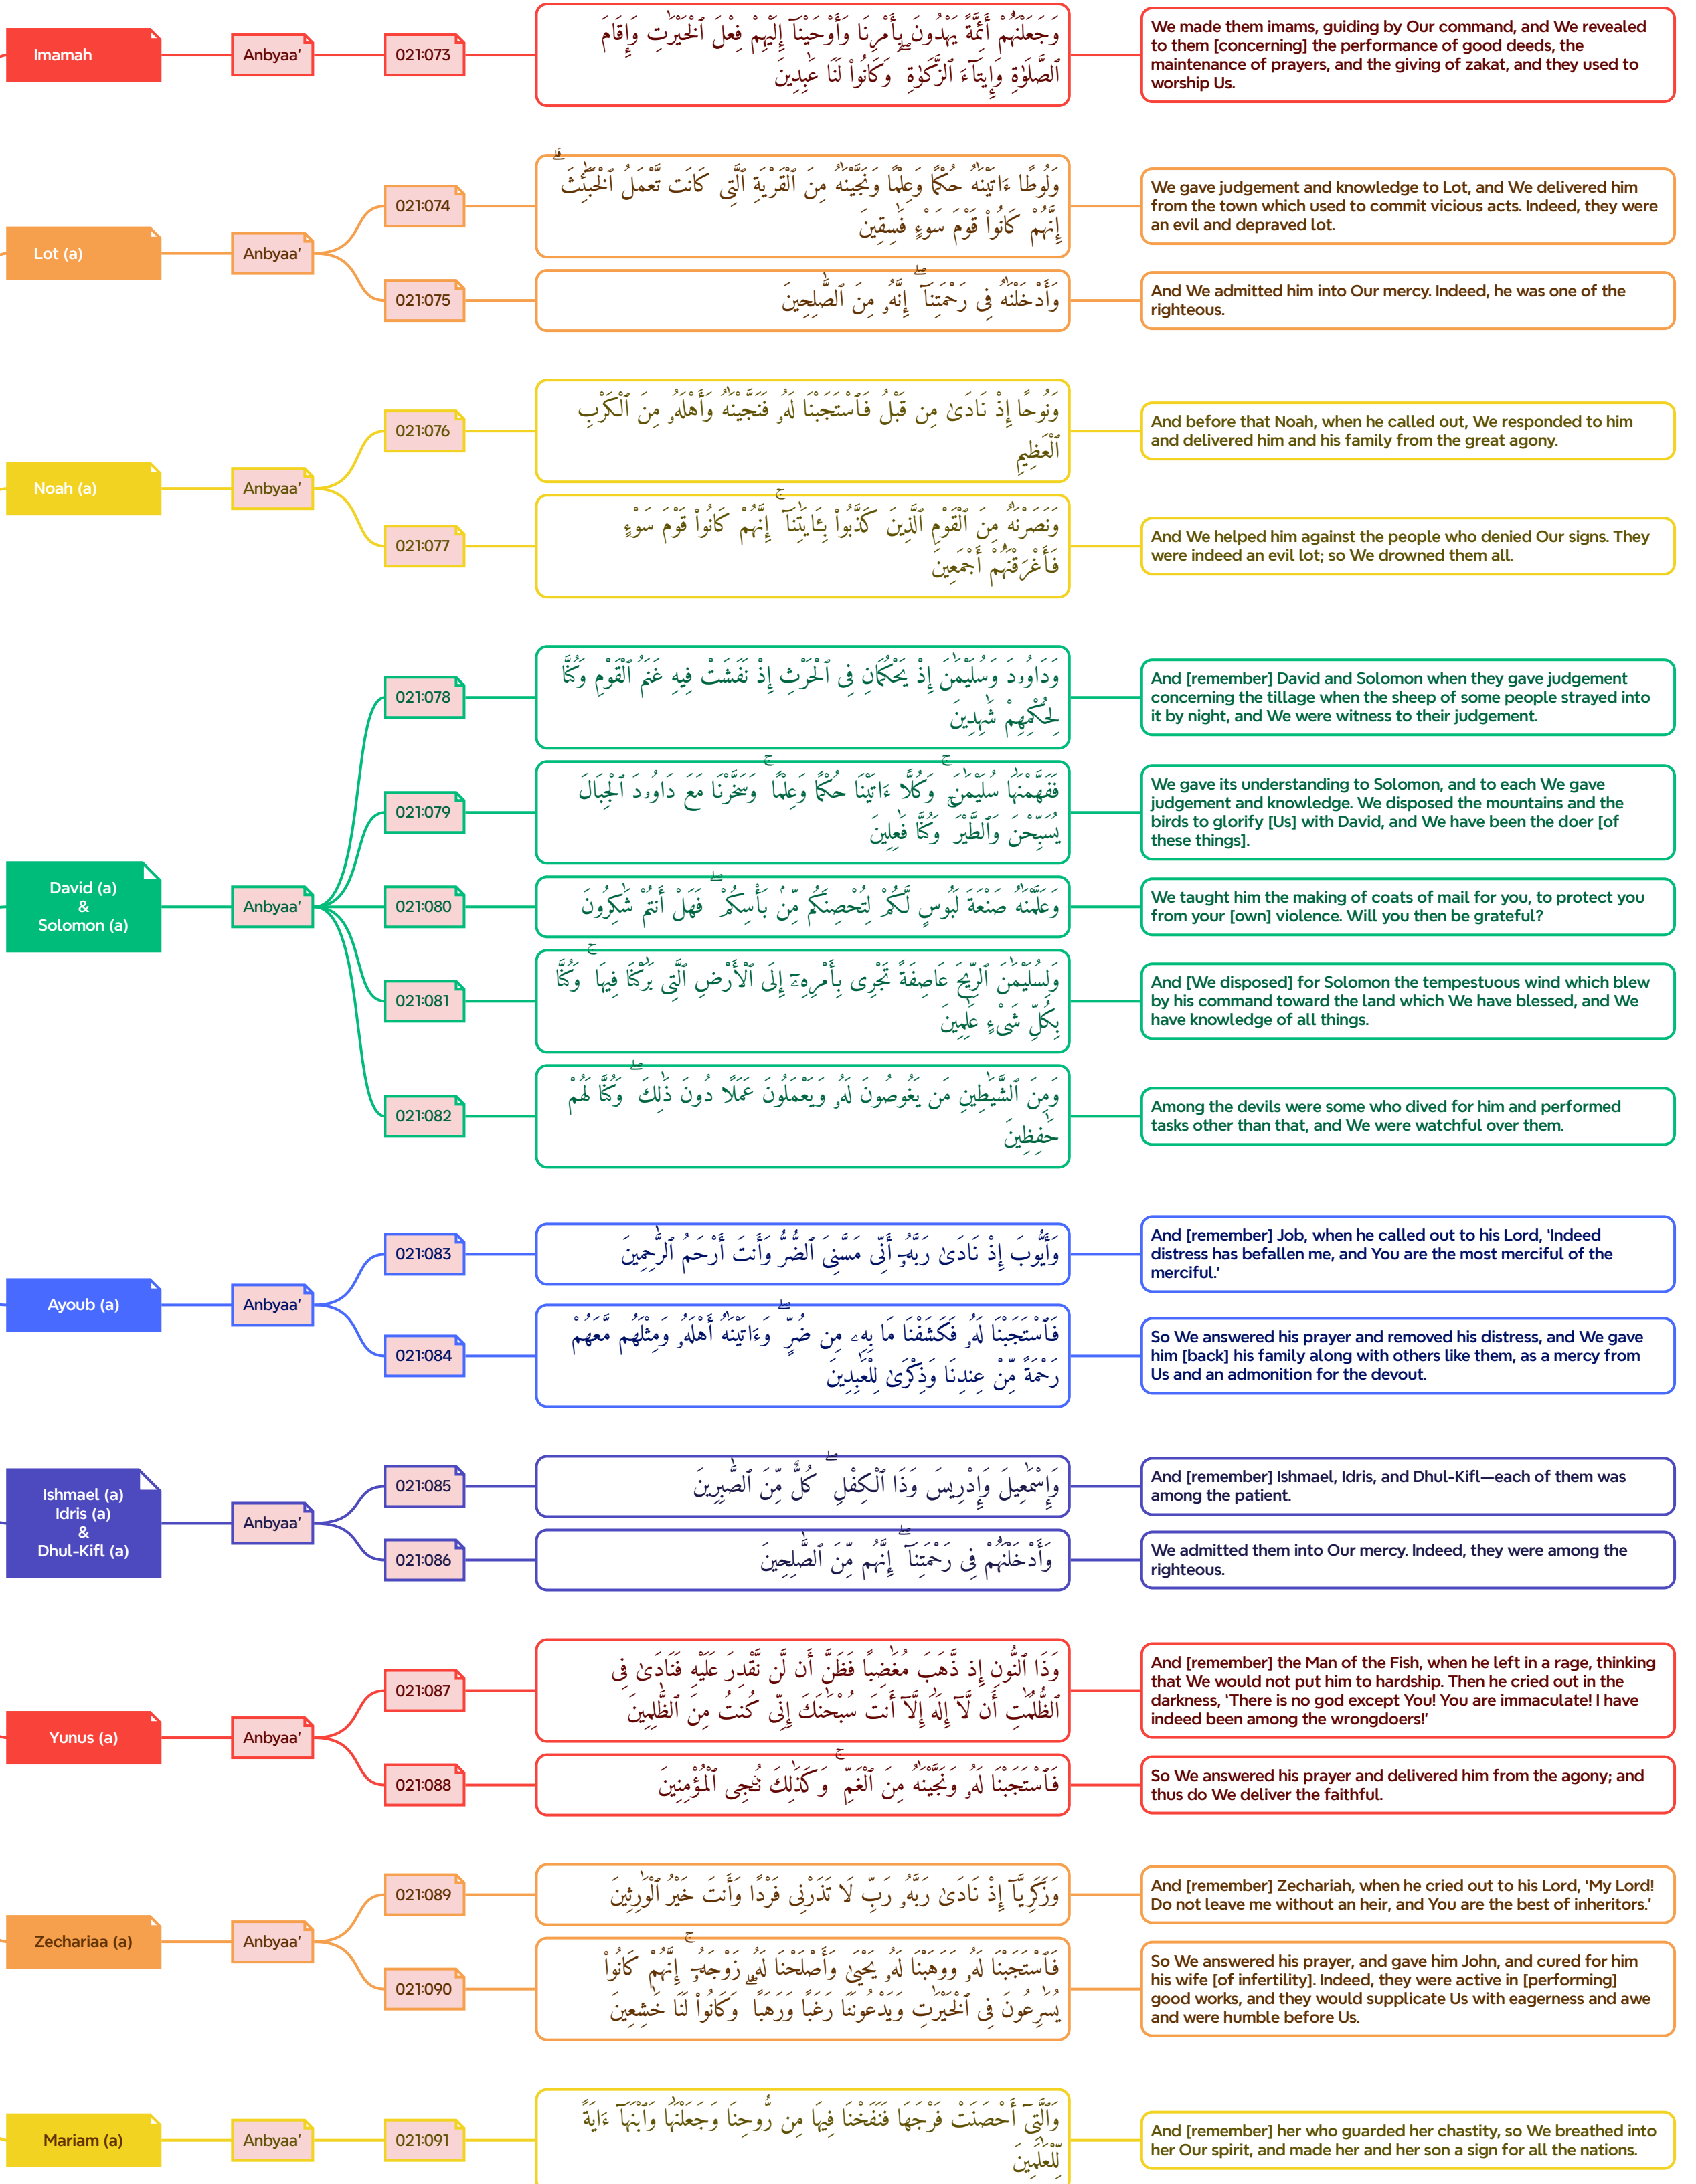 Imamah
Anbyaa’
021:073
وَجَعَلْنَٰهُمْ أَئِمَّةً يَهْدُونَ بِأَمْرِنَا وَأَوْحَيْنَآ إِلَيْهِمْ فِعْلَ ٱلْخَيْرَٰتِ وَإِقَامَ
ٱلصَّلَوٰةِ وَإِيتَآءَ ٱلزَّكَوٰةِ ۖ وَكَانُوا۟ لَنَا عَٰبِدِينَ
We made them imams, guiding by Our command, and We revealed
to them [concerning] the performance of good deeds, the
maintenance of prayers, and the giving of zakat, and they used to
worship Us.
Lot (a)
Anbyaa’
021:074
وَلُوطًا ءَاتَيْنَٰهُ حُكْمًا وَعِلْمًا وَنَجَّيْنَٰهُ مِنَ ٱلْقَرْيَةِ ٱلَّتِى كَانَت تَّعْمَلُ ٱلْخَبَٰٓئِثَ ۗ
إِنَّهُمْ كَانُوا۟ قَوْمَ سَوْءٍ فَٰسِقِينَ
We gave judgement and knowledge to Lot, and We delivered him
from the town which used to commit vicious acts. Indeed, they were
an evil and depraved lot.
021:075
وَأَدْخَلْنَٰهُ فِى رَحْمَتِنَآ ۖ إِنَّهُۥ مِنَ ٱلصَّٰلِحِينَ
And We admitted him into Our mercy. Indeed, he was one of the
righteous.
Noah (a)
Anbyaa’
021:076
وَنُوحًا إِذْ نَادَىٰ مِن قَبْلُ فَٱسْتَجَبْنَا لَهُۥ فَنَجَّيْنَٰهُ وَأَهْلَهُۥ مِنَ ٱلْكَرْبِ
ٱلْعَظِيمِ
And before that Noah, when he called out, We responded to him
and delivered him and his family from the great agony.
021:077
وَنَصَرْنَٰهُ مِنَ ٱلْقَوْمِ ٱلَّذِينَ كَذَّبُوا۟ بِـَٔايَٰتِنَآ ۚ إِنَّهُمْ كَانُوا۟ قَوْمَ سَوْءٍ
فَأَغْرَقْنَٰهُمْ أَجْمَعِينَ
And We helped him against the people who denied Our signs. They
were indeed an evil lot; so We drowned them all.
David (a)
&
Solomon (a)
Anbyaa’
021:078
وَدَاوُۥدَ وَسُلَيْمَٰنَ إِذْ يَحْكُمَانِ فِى ٱلْحَرْثِ إِذْ نَفَشَتْ فِيهِ غَنَمُ ٱلْقَوْمِ وَكُنَّا
لِحُكْمِهِمْ شَٰهِدِينَ
And [remember] David and Solomon when they gave judgement
concerning the tillage when the sheep of some people strayed into
it by night, and We were witness to their judgement.
021:079
فَفَهَّمْنَٰهَا سُلَيْمَٰنَ ۚ وَكُلًّا ءَاتَيْنَا حُكْمًا وَعِلْمًا ۚ وَسَخَّرْنَا مَعَ دَاوُۥدَ ٱلْجِبَالَ
يُسَبِّحْنَ وَٱلطَّيْرَ ۚ وَكُنَّا فَٰعِلِينَ
We gave its understanding to Solomon, and to each We gave
judgement and knowledge. We disposed the mountains and the
birds to glorify [Us] with David, and We have been the doer [of
these things].
021:080
وَعَلَّمْنَٰهُ صَنْعَةَ لَبُوسٍ لَّكُمْ لِتُحْصِنَكُم مِّنۢ بَأْسِكُمْ ۖ فَهَلْ أَنتُمْ شَٰكِرُونَ
We taught him the making of coats of mail for you, to protect you
from your [own] violence. Will you then be grateful?
021:081
وَلِسُلَيْمَٰنَ ٱلرِّيحَ عَاصِفَةً تَجْرِى بِأَمْرِهِۦٓ إِلَى ٱلْأَرْضِ ٱلَّتِى بَٰرَكْنَا فِيهَا ۚ وَكُنَّا
بِكُلِّ شَىْءٍ عَٰلِمِينَ
And [We disposed] for Solomon the tempestuous wind which blew
by his command toward the land which We have blessed, and We
have knowledge of all things.
021:082
وَمِنَ ٱلشَّيَٰطِينِ مَن يَغُوصُونَ لَهُۥ وَيَعْمَلُونَ عَمَلًا دُونَ ذَٰلِكَ ۖ وَكُنَّا لَهُمْ
حَٰفِظِينَ
Among the devils were some who dived for him and performed
tasks other than that, and We were watchful over them.
Ayoub (a)
Anbyaa’
021:083
وَأَيُّوبَ إِذْ نَادَىٰ رَبَّهُۥٓ أَنِّى مَسَّنِىَ ٱلضُّرُّ وَأَنتَ أَرْحَمُ ٱلرَّٰحِمِينَ
And [remember] Job, when he called out to his Lord, ‘Indeed
distress has befallen me, and You are the most merciful of the
merciful.’
021:084
فَٱسْتَجَبْنَا لَهُۥ فَكَشَفْنَا مَا بِهِۦ مِن ضُرٍّ ۖ وَءَاتَيْنَٰهُ أَهْلَهُۥ وَمِثْلَهُم مَّعَهُمْ
رَحْمَةً مِّنْ عِندِنَا وَذِكْرَىٰ لِلْعَٰبِدِينَ
So We answered his prayer and removed his distress, and We gave
him [back] his family along with others like them, as a mercy from
Us and an admonition for the devout.
Ishmael (a)
Idris (a)
&
Dhul-Kifl (a)
Anbyaa’
021:085
وَإِسْمَٰعِيلَ وَإِدْرِيسَ وَذَا ٱلْكِفْلِ ۖ كُلٌّ مِّنَ ٱلصَّٰبِرِينَ
And [remember] Ishmael, Idris, and Dhul-Kifl—each of them was
among the patient.
021:086
وَأَدْخَلْنَٰهُمْ فِى رَحْمَتِنَآ ۖ إِنَّهُم مِّنَ ٱلصَّٰلِحِينَ
We admitted them into Our mercy. Indeed, they were among the
righteous.
Yunus (a)
Anbyaa’
021:087
وَذَا ٱلنُّونِ إِذ ذَّهَبَ مُغَٰضِبًا فَظَنَّ أَن لَّن نَّقْدِرَ عَلَيْهِ فَنَادَىٰ فِى
ٱلظُّلُمَٰتِ أَن لَّآ إِلَٰهَ إِلَّآ أَنتَ سُبْحَٰنَكَ إِنِّى كُنتُ مِنَ ٱلظَّٰلِمِينَ
And [remember] the Man of the Fish, when he left in a rage, thinking
that We would not put him to hardship. Then he cried out in the
darkness, ‘There is no god except You! You are immaculate! I have
indeed been among the wrongdoers!’
021:088
فَٱسْتَجَبْنَا لَهُۥ وَنَجَّيْنَٰهُ مِنَ ٱلْغَمِّ ۚ وَكَذَٰلِكَ نُۨجِى ٱلْمُؤْمِنِينَ
So We answered his prayer and delivered him from the agony; and
thus do We deliver the faithful.
Zechariaa (a)
Anbyaa’
021:089
وَزَكَرِيَّآ إِذْ نَادَىٰ رَبَّهُۥ رَبِّ لَا تَذَرْنِى فَرْدًا وَأَنتَ خَيْرُ ٱلْوَٰرِثِينَ
And [remember] Zechariah, when he cried out to his Lord, ‘My Lord!
Do not leave me without an heir, and You are the best of inheritors.’
021:090
فَٱسْتَجَبْنَا لَهُۥ وَوَهَبْنَا لَهُۥ يَحْيَىٰ وَأَصْلَحْنَا لَهُۥ زَوْجَهُۥٓ ۚ إِنَّهُمْ كَانُوا۟
يُسَٰرِعُونَ فِى ٱلْخَيْرَٰتِ وَيَدْعُونَنَا رَغَبًا وَرَهَبًا ۖ وَكَانُوا۟ لَنَا خَٰشِعِينَ
So We answered his prayer, and gave him John, and cured for him
his wife [of infertility]. Indeed, they were active in [performing]
good works, and they would supplicate Us with eagerness and awe
and were humble before Us.
Mariam (a)
Anbyaa’
021:091
وَٱلَّتِىٓ أَحْصَنَتْ فَرْجَهَا فَنَفَخْنَا فِيهَا مِن رُّوحِنَا وَجَعَلْنَٰهَا وَٱبْنَهَآ ءَايَةً
لِّلْعَٰلَمِينَ
And [remember] her who guarded her chastity, so We breathed into
her Our spirit, and made her and her son a sign for all the nations.